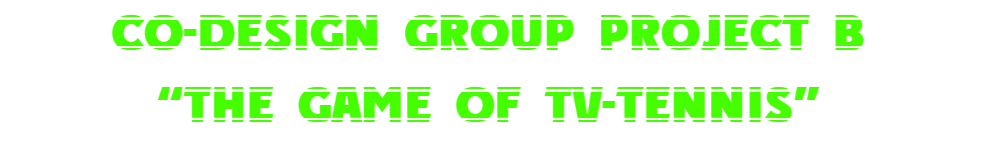 CO-DESIGN GROUP PROJECT B
“THE GAME OF TV-TENNIS”